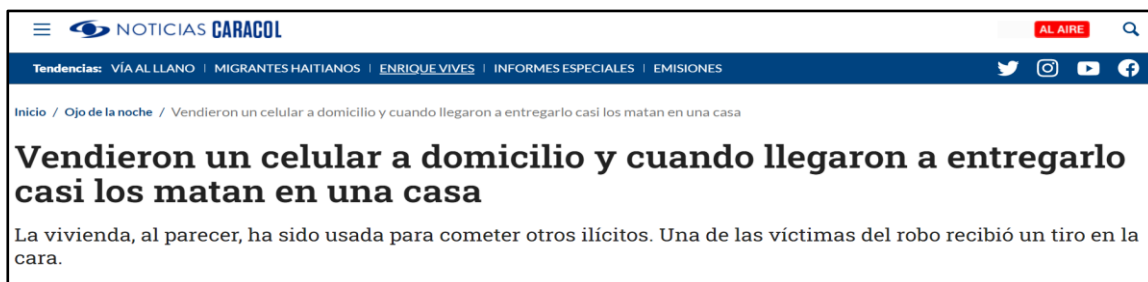 NOTICIAS CARACOL
AL AIRE
Tendencias: VÍA AL LLANO | MIGRANTES HAITIANOS | ENRIQUE VIVES | INFORMES ESPECIALES | EMISIONES
Inicio / Ojo de la noche / Vendieron un celular a domicilio y cuando llegaron a entregarlo casi los matan en una casa
Vendieron un celular a domicilio y cuando llegaron a entregarlo
casi los matan en una casa
La vivienda, al parecer, ha sido usada para cometer otros ilícitos. Una de las víctimas del robo recibió un tiro en la
cara.